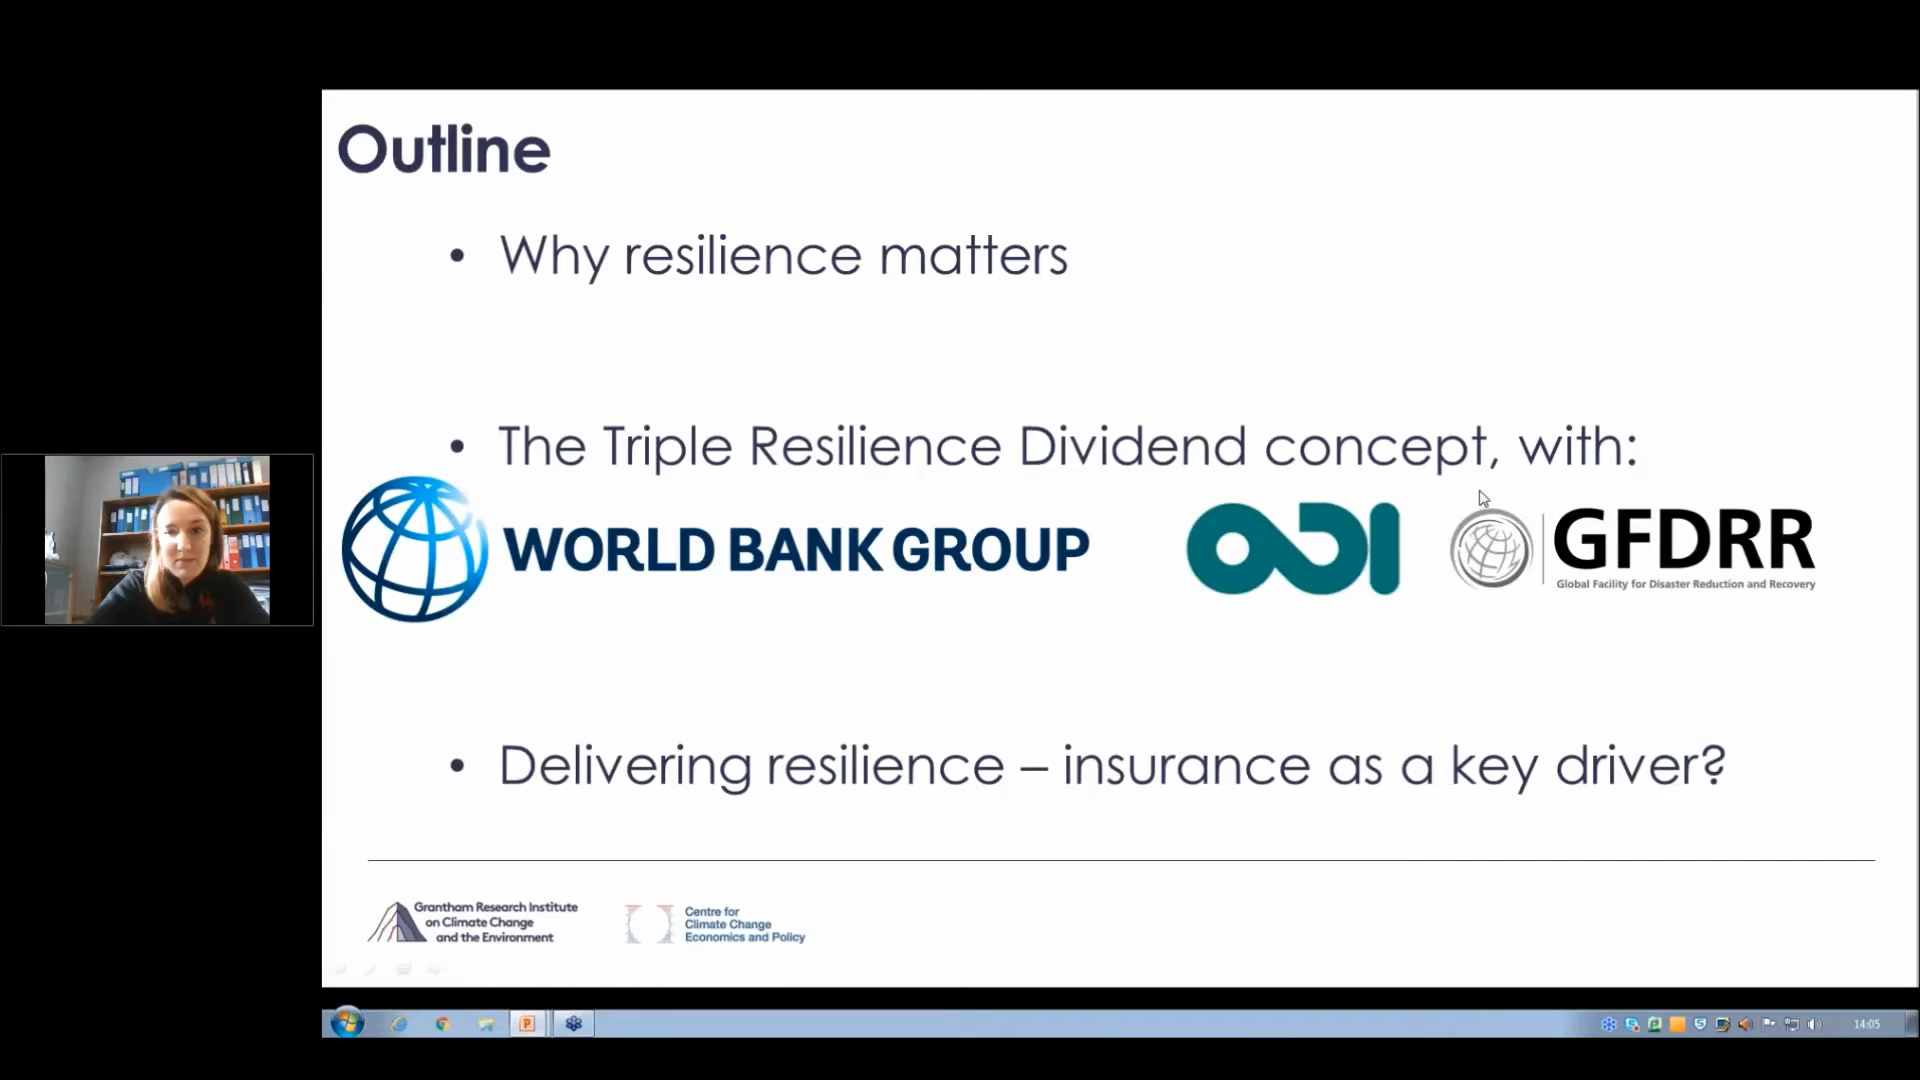 Outline
• Why resilience matters
• The Triple Resilience Dividend concept, with:
WORLD BANK GROUP
ODI
GFDRR
Global Facility for Disaster Reduction and Recovery
• Delivering resilience – insurance as a key driver?
Grantham Research Institute
on Climate Change
and the Environment
Centre for
Climate Change
Economics and Policy
14:05